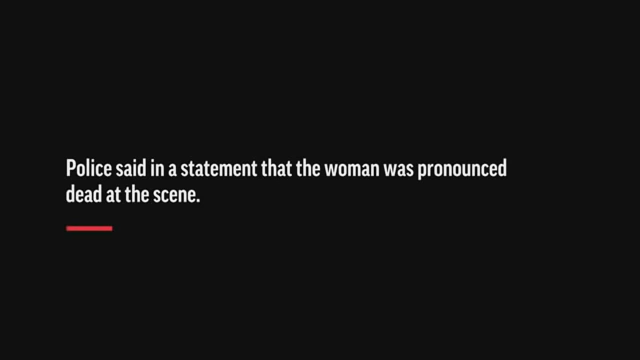 Police said in a statement that the woman was pronounced
dead at the scene.